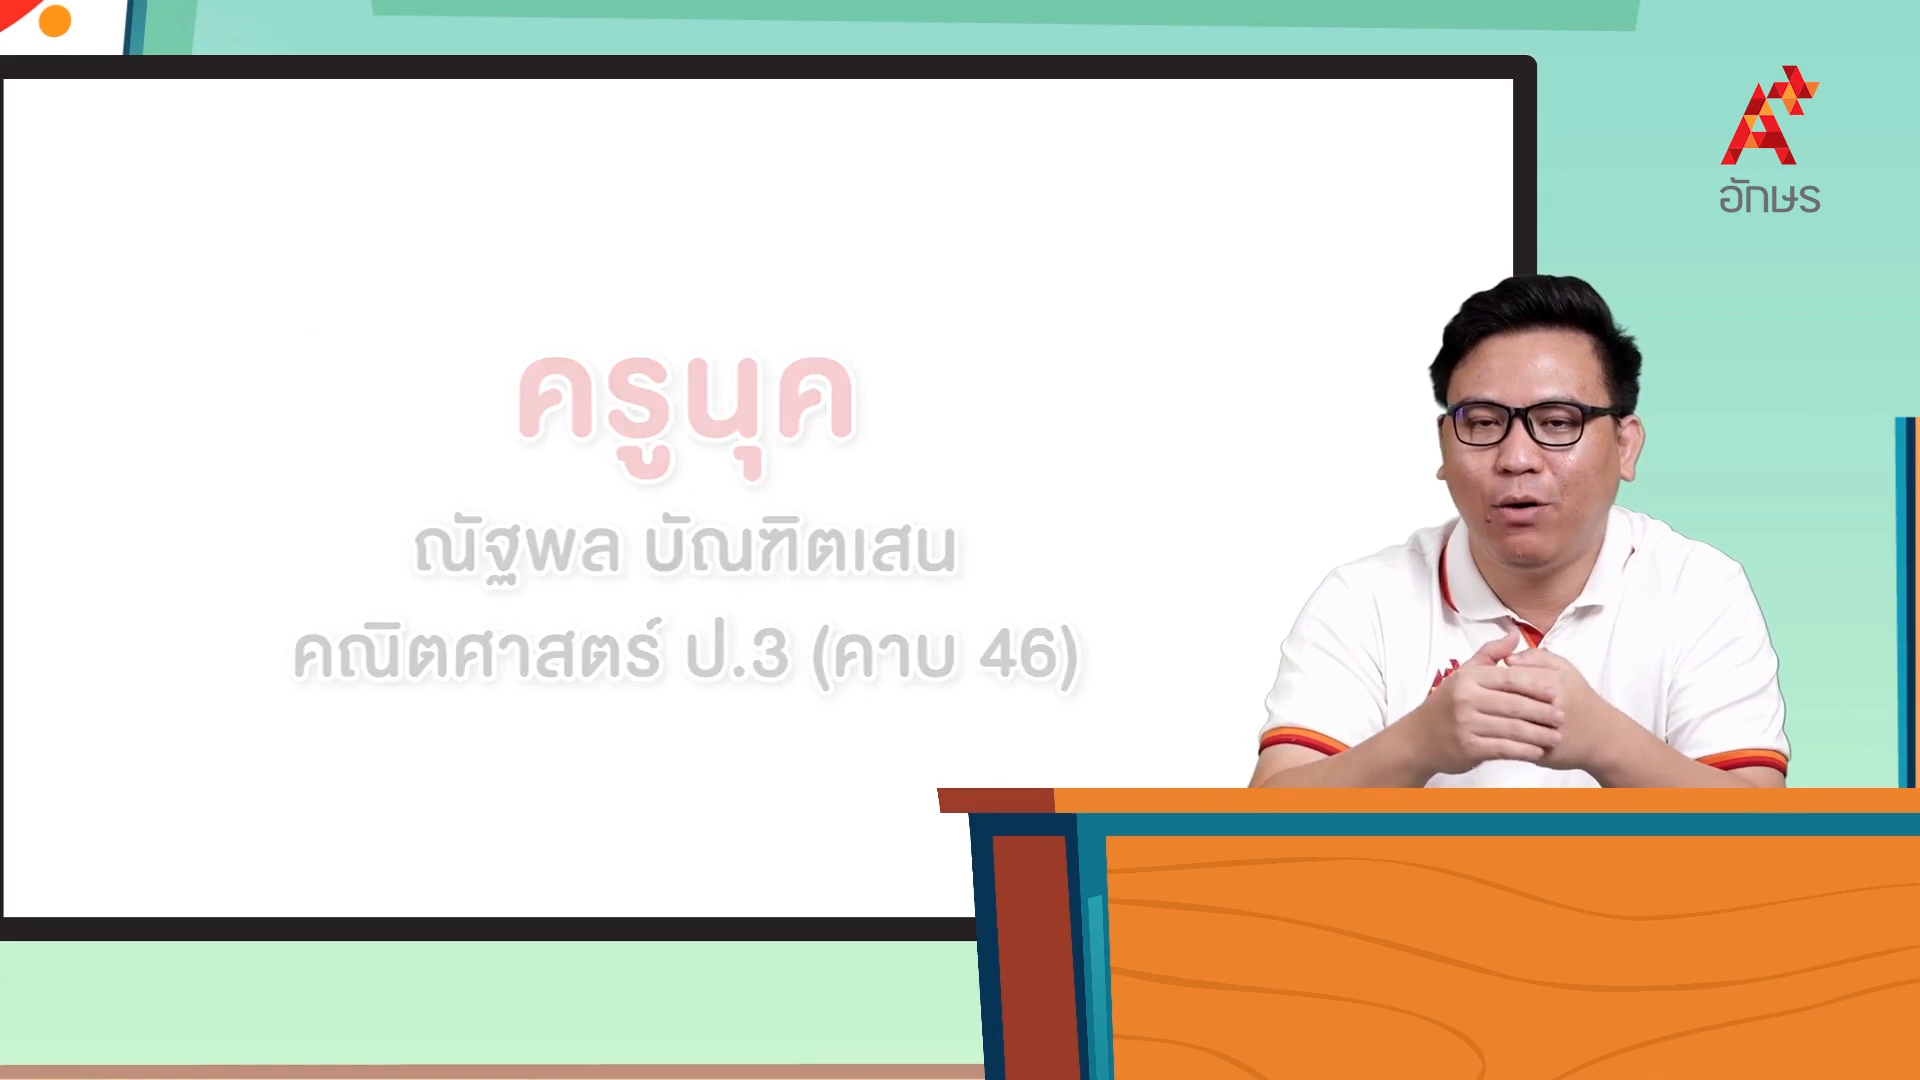 อักษร
ครูนุค
ณัฐพล บัณฑิตเสน
คณิตศาสตร์ ป.3 (คาบ 46)